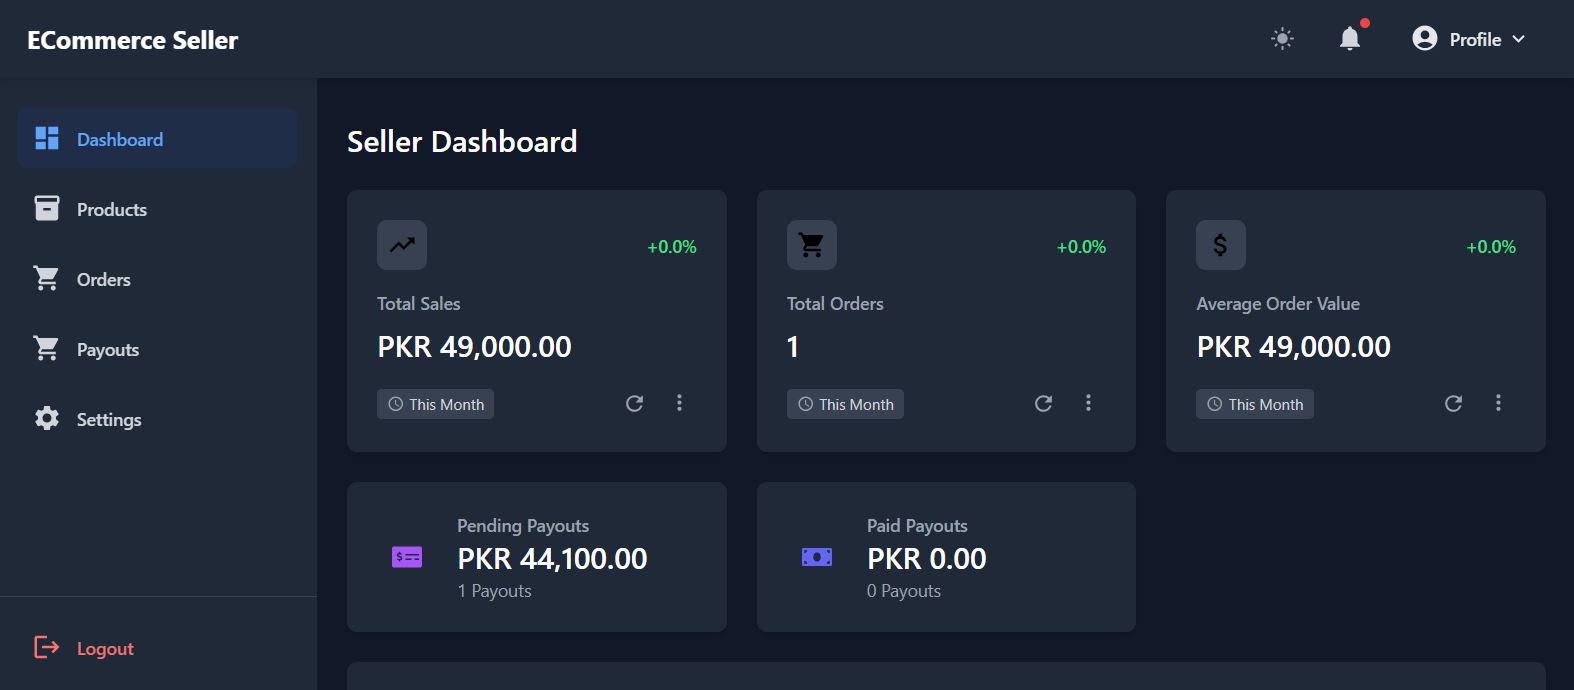 ECommerce Seller
Profile
Dashboard
Products
Orders
Payouts
Settings
Logout
Seller Dashboard
+0.0%
Total Sales
PKR 49,000.00
This Month
+0.0%
Total Orders
1
This Month
$
+0.0%
Average Order Value
PKR 49,000.00
This Month
$
Pending Payouts
PKR 44,100.00
1 Payouts
Paid Payouts
PKR 0.00
0 Payouts